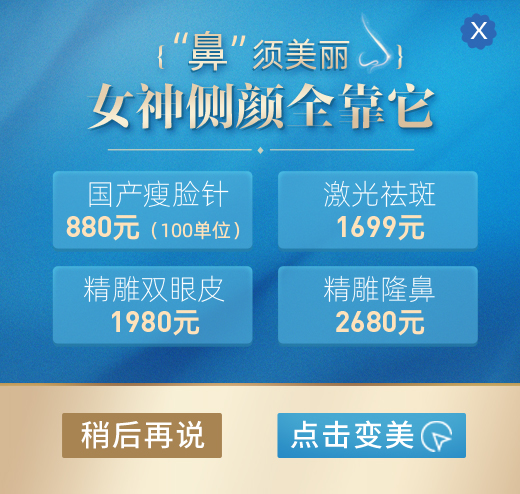 X
{“鼻”须美丽}
女神侧颜全靠它
国产瘦脸针
880元（100单位）
激光祛斑
1699元
精雕双眼皮
1980元
精雕隆鼻
2680元
稍后再说
点击变美